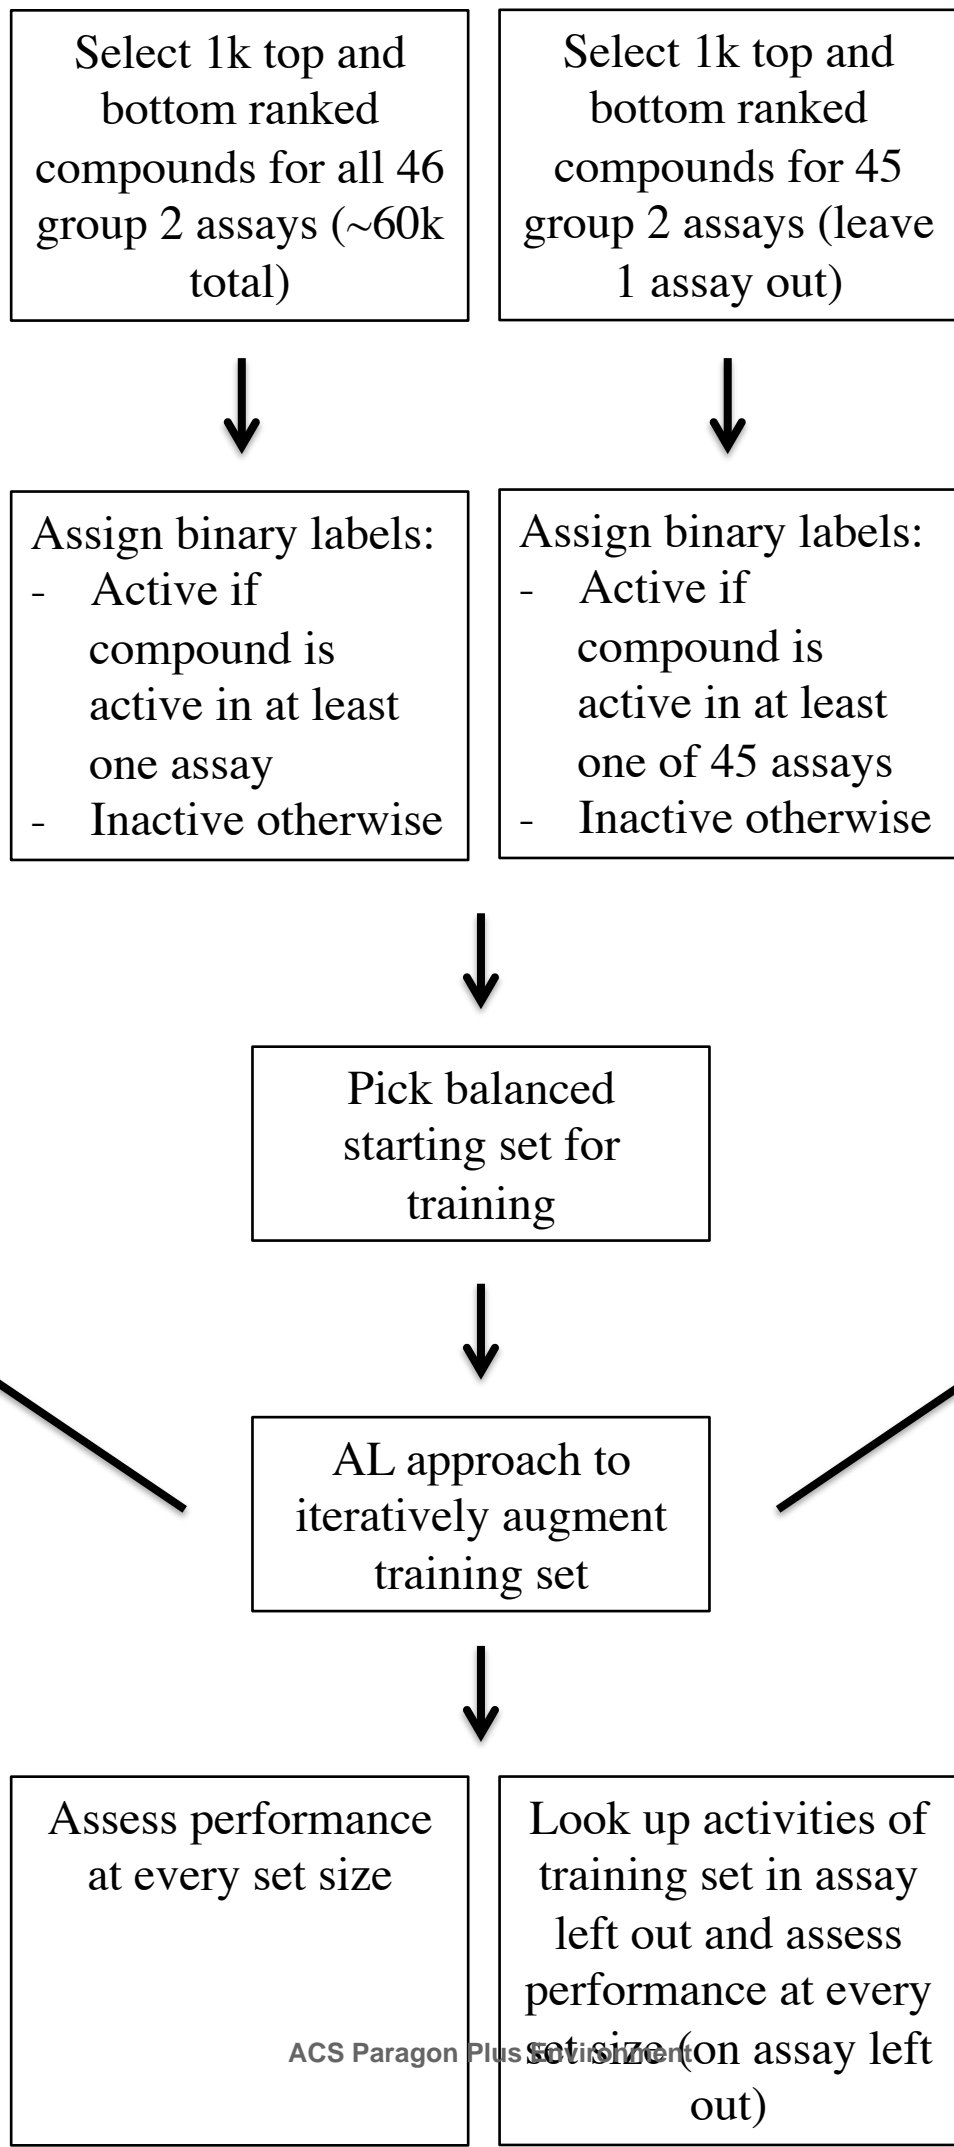 Select 1k top and
bottom ranked
compounds for all 46
group 2 assays (~60k
total)
Select 1k top and
bottom ranked
compounds for 45
group 2 assays (leave
1 assay out)
Assign binary labels:
- Active if
compound is
active in at least
one assay
- Inactive otherwise
Assign binary labels:
- Active if
compound is
active in at least
one of 45 assays
- Inactive otherwise
Pick balanced
starting set for
training
AL approach to
iteratively augment
training set
Assess performance
at every set size
Look up activities of
training set in assay
left out and assess
performance at every
set size (on assay left
out)
ACS Paragon Plus Environment